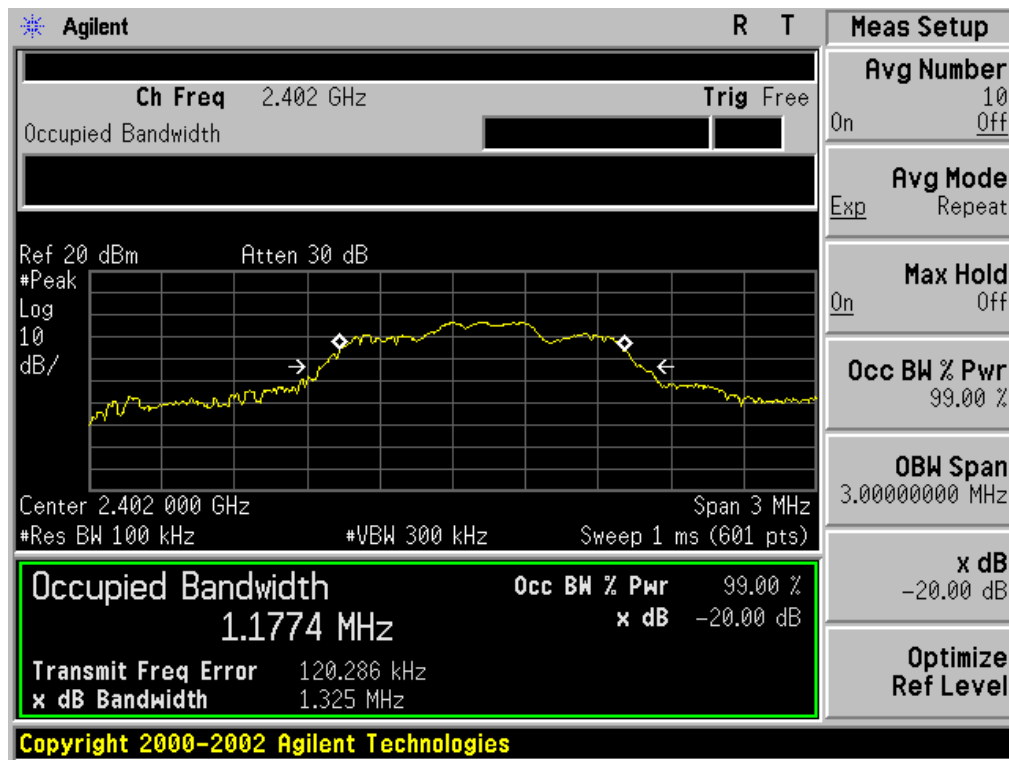 Agilent R T
Ch Freq 2.402 GHz Trig Free
Occupied Bandwidth
Ref 20 dBm Atten 30 dB
#Peak
Log
10
dB/
Center 2.402 000 GHz Span 3 MHz
#Res BW 100 kHz #VBW 300 kHz Sweep 1 ms (601 pts)
Occupied Bandwidth Occ BW % Pwr 99.00 %
1.1774 MHz x dB -20.00 dB
Transmit Freq Error 120.286 kHz
x dB Bandwidth 1.325 MHz
Copyright 2000-2002 Agilent Technologies
Meas Setup
Avg Number
10
On Off
Avg Mode
Exp Repeat
Max Hold
On Off
Occ BW % Pwr
99.00 %
OBW Span
3.00000000 MHz
x dB
-20.00 dB
Optimize
Ref Level